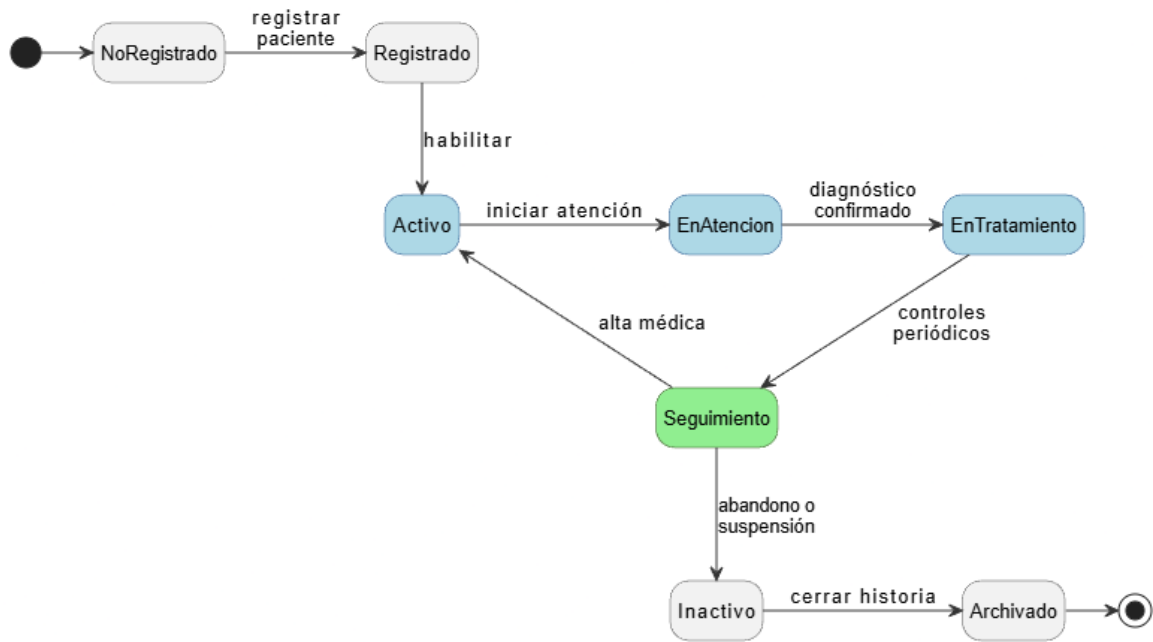 NoRegistrado
registrar
paciente
Registrado
habilitar
Activo
iniciar atención
EnAtencion
diagnóstico
confirmado
EnTratamiento
alta médica
controles
periódicos
Seguimiento
abandono o
suspensión
Inactivo
cerrar historia
Archivado